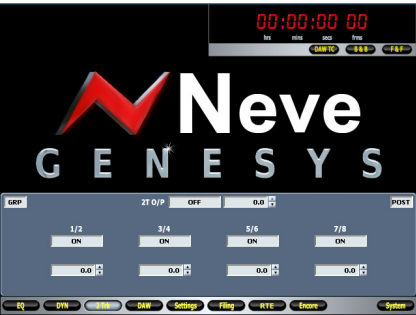 00:00:00 00
hrs mins secs frms
DAW TC B & B F & F
Neve
GENESYS
GRP 2T O/P OFF 0.0 POST
1/2 3/4 5/6 7/8
ON ON ON ON
0.0 0.0 0.0 0.0
EQ DYN 2 Trk DAW Settings Filing RTE Encore System